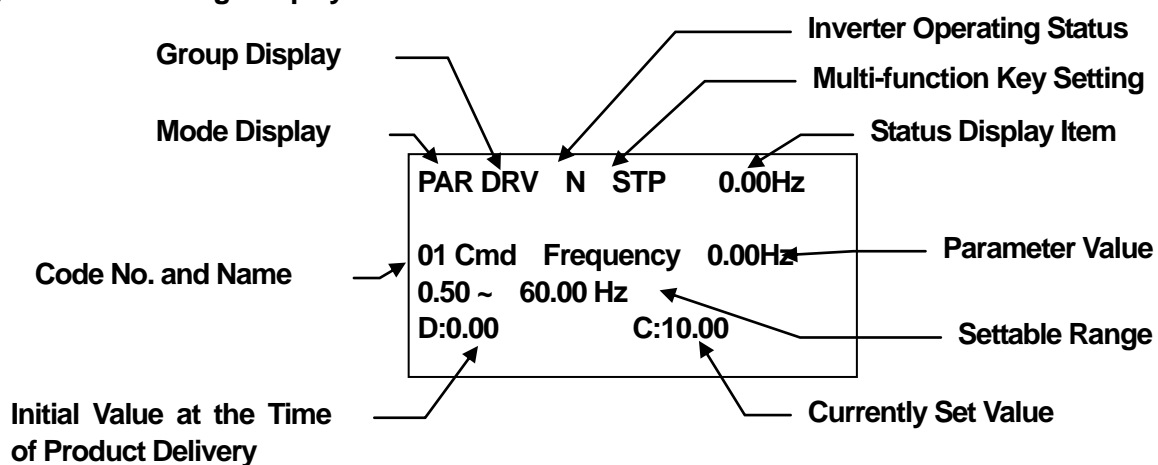 Inverter Operating Status
Group Display
Multi-function Key Setting
Mode Display
Status Display Item
PAR DRV N STP 0.00Hz
01 Cmd Frequency 0.00Hz
Parameter Value
Code No. and Name
0.50 ~ 60.00 Hz
D:0.00 C:10.00
Settable Range
Initial Value at the Time
of Product Delivery
Currently Set Value